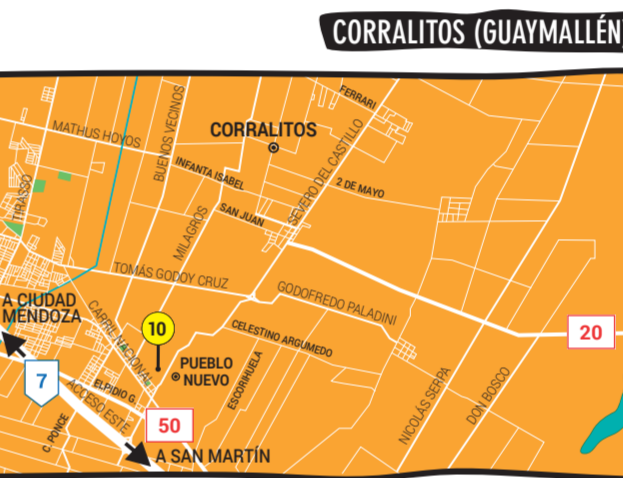 CORRALITOS (GUAYMALLÉN
FERRARI
MATHUS HOYOS
BUENOS VECINOS
CORRALITOS
INFANTA ISABEL
SEVERO DEL CASTILLO
2 DE MAYO
TIRASSO
SAN JUAN
MILAGROS
TOMÁS GODOY CRUZ
GODOFREDO PALADINI
A CIUDAD
MENDOZA
CARRIL NACIONAL
10
CELESTINO ARGUMEDO
20
PUEBLO
NUEVO
7
ELPIDIO G.
ACCESO ESTE
ESCORIHUELA
NICOLÁS SERPA
DON BOSCO
C. PONCE
50
A SAN MARTÍN